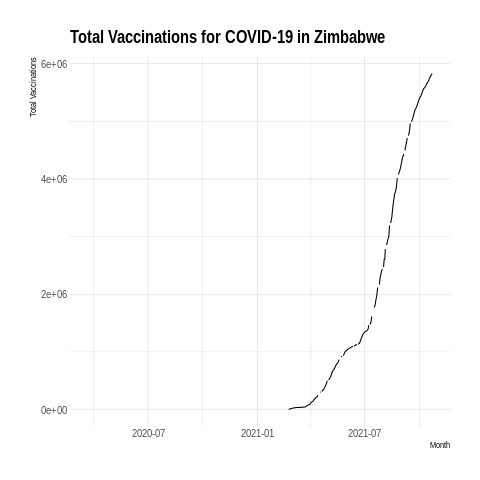 Total Vaccinations for COVID-19 in Zimbabwe
Total Vaccinations
6e+06
4e+06
2e+06
0e+00
2020-07 2021-01 2021-07
Month